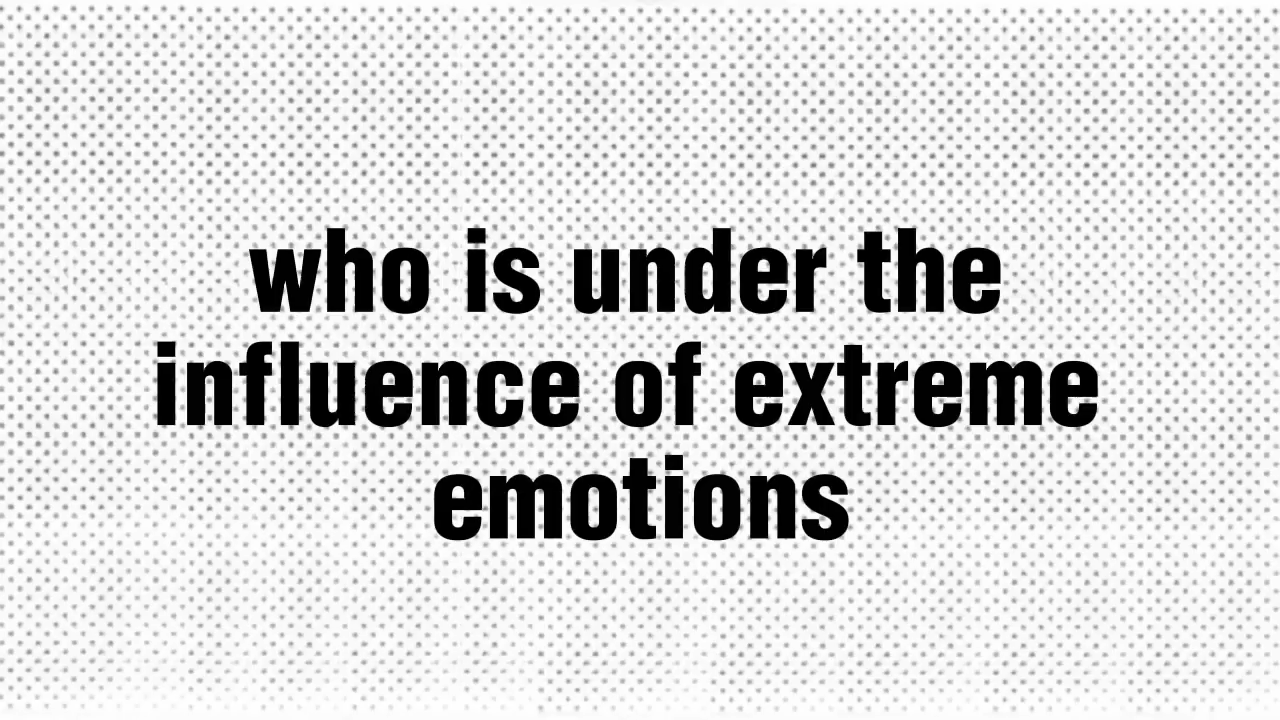 who is under the
influence of extreme
emotions